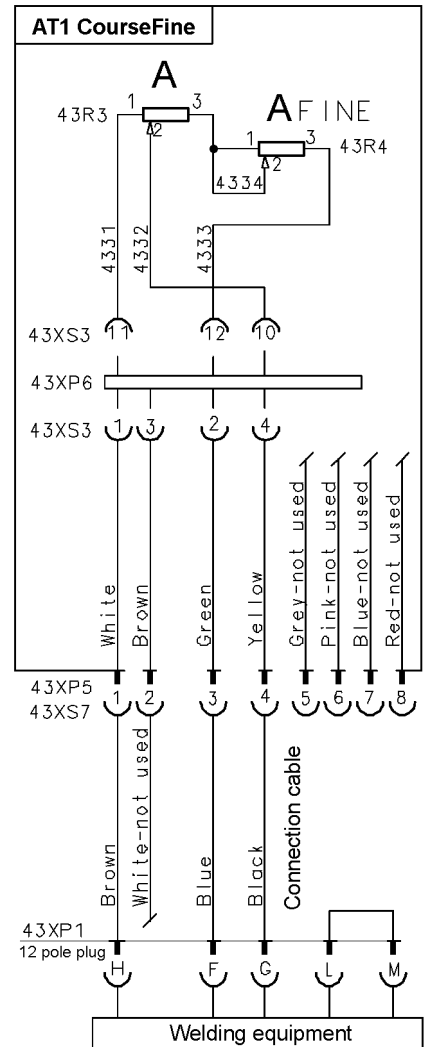 AT1 CourseFine
A
1 3
43R3
2
A FINE
1 3
43R4
2
4334
4331
4332
4333
43XS3 11 12 10
43XP6
43XS3 1 3 2 4
White
Brown
Green
Yellow
Grey-not used
Pink-not used
Blue-not used
Red-not used
43XP5
43XS7
1 2 3 4 5 6 7 8
Brown
White-not used
Blue
Black
Connection cable
43XP1
12 pole plug
H F G L M
Welding equipment